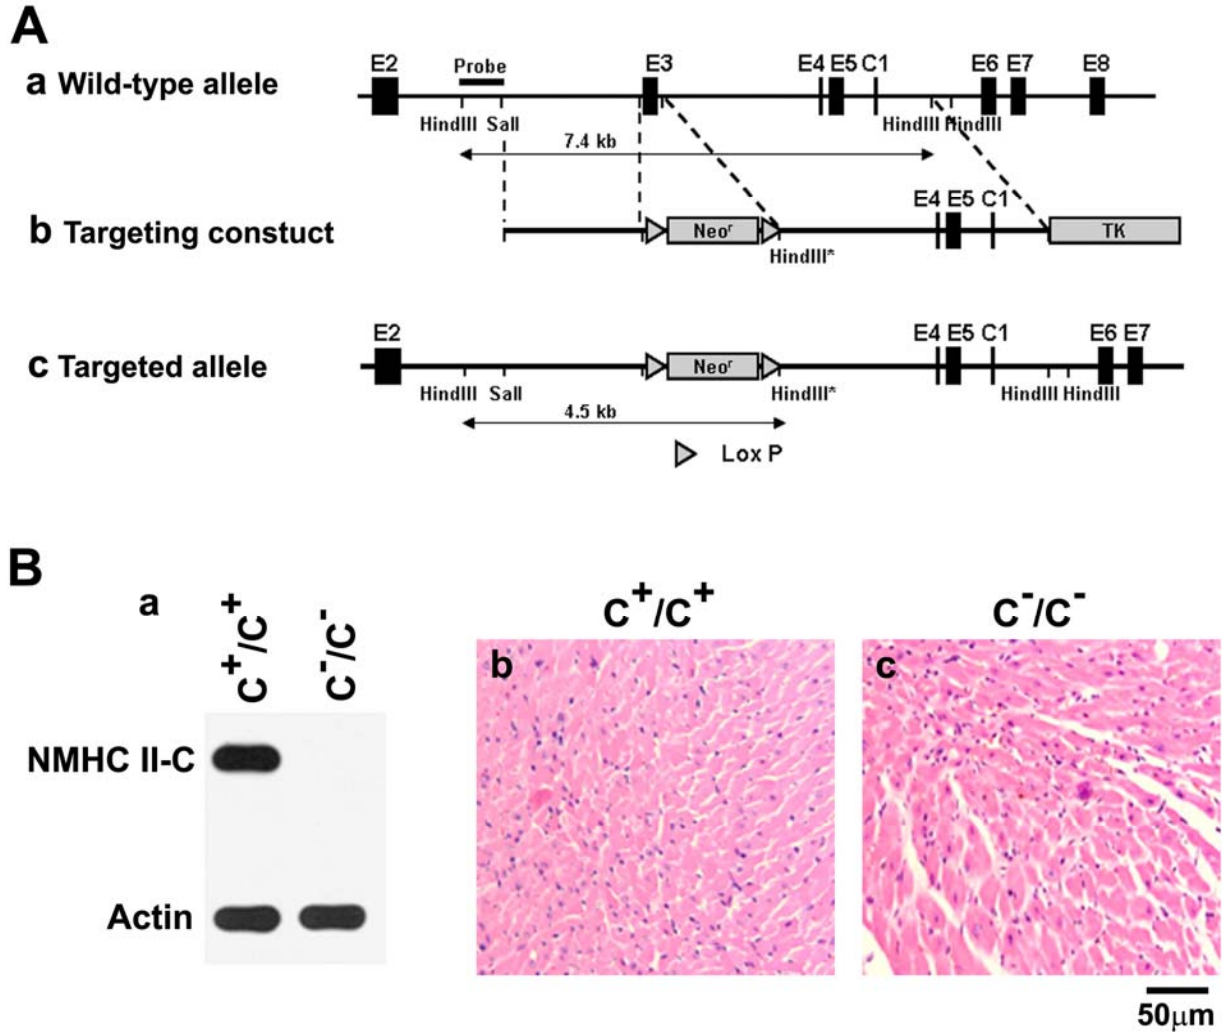 A
a Wild-type allele
E2 Probe E3 E4 E5 C1 E6 E7 E8
HindIII SalI HindIII HindIII
7.4 kb
b Targeting constuct
E4 E5 C1
Neoʳ TK
HindIII*
c Targeted allele
E2 E4 E5 C1 E6 E7
Neoʳ
HindIII SalI HindIII* HindIII HindIII
4.5 kb
Lox P
B
a C⁺/C⁺ C⁻/C⁻
NMHC II-C
Actin
C⁺/C⁺ C⁻/C⁻
b c
50μm